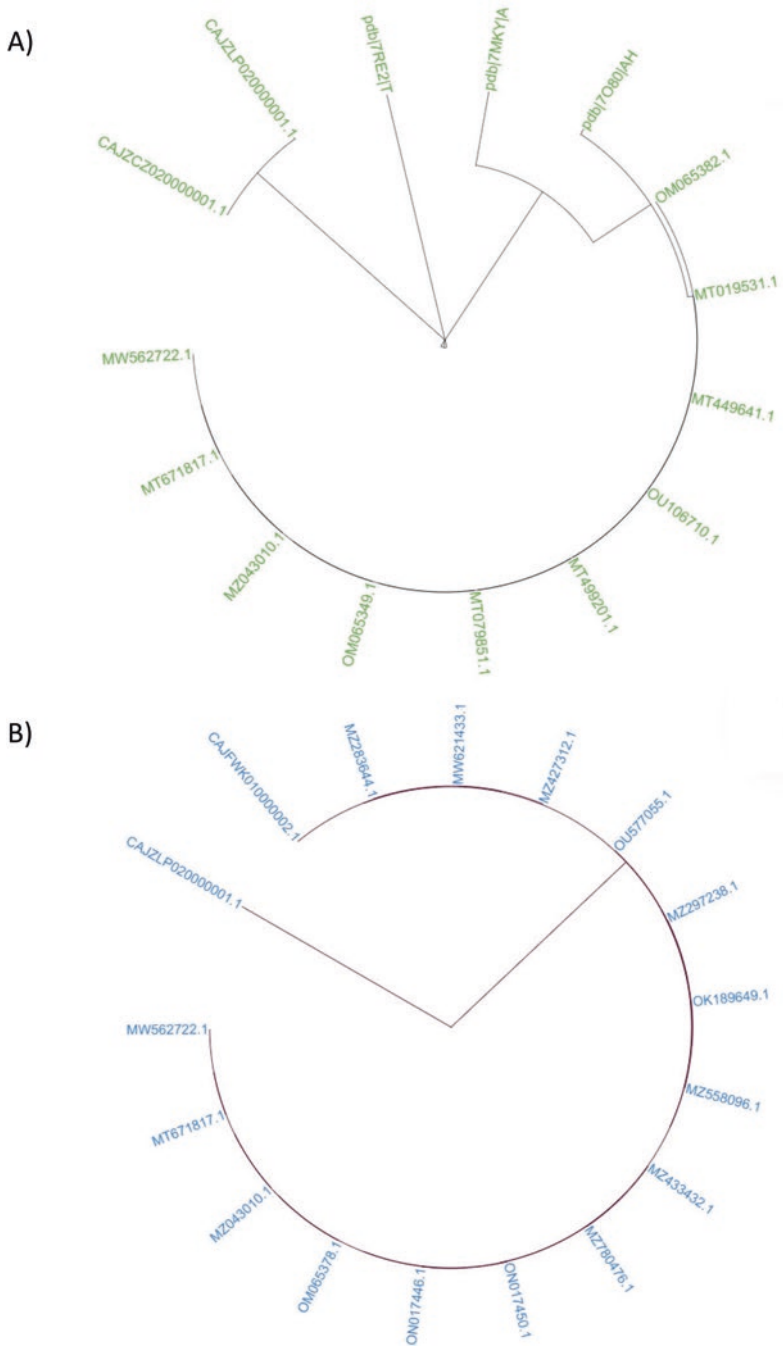 A)
CAJZCZ020000001.1
CAJZLP020000001.1
pdb|7RE2|T
pdb|7MKY|A
pdb|7O80|AH
OM065382.1
MT019531.1
MT449641.1
OU106710.1
MT499201.1
MT079851.1
OM065349.1
MZ043010.1
MT671817.1
MW562722.1
B)
CAJZLP020000001.1
CAJFWK010000002.1
MZ283644.1
MW621433.1
MZ427312.1
OU577055.1
MZ297238.1
OK189649.1
MZ558096.1
MZ433432.1
MZ780476.1
ON017450.1
ON017446.1
OM065378.1
MZ043010.1
MT671817.1
MW562722.1